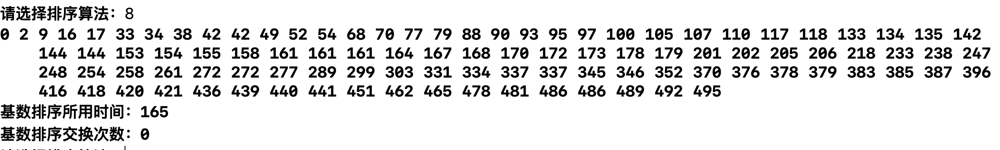 请选择排序算法：8
0 2 9 16 17 33 34 38 42 42 49 52 54 68 70 77 79 88 90 93 95 97 100 105 107 110 117 118 133 134 135 142
144 144 153 154 155 158 161 161 161 164 167 168 170 172 173 178 179 201 202 205 206 218 233 238 247
248 254 258 261 272 272 277 289 299 303 331 334 337 337 345 346 352 370 376 378 379 383 385 387 396
416 418 420 421 436 439 440 441 451 462 465 478 481 486 486 489 492 495
基数排序所用时间：165
基数排序交换次数：0